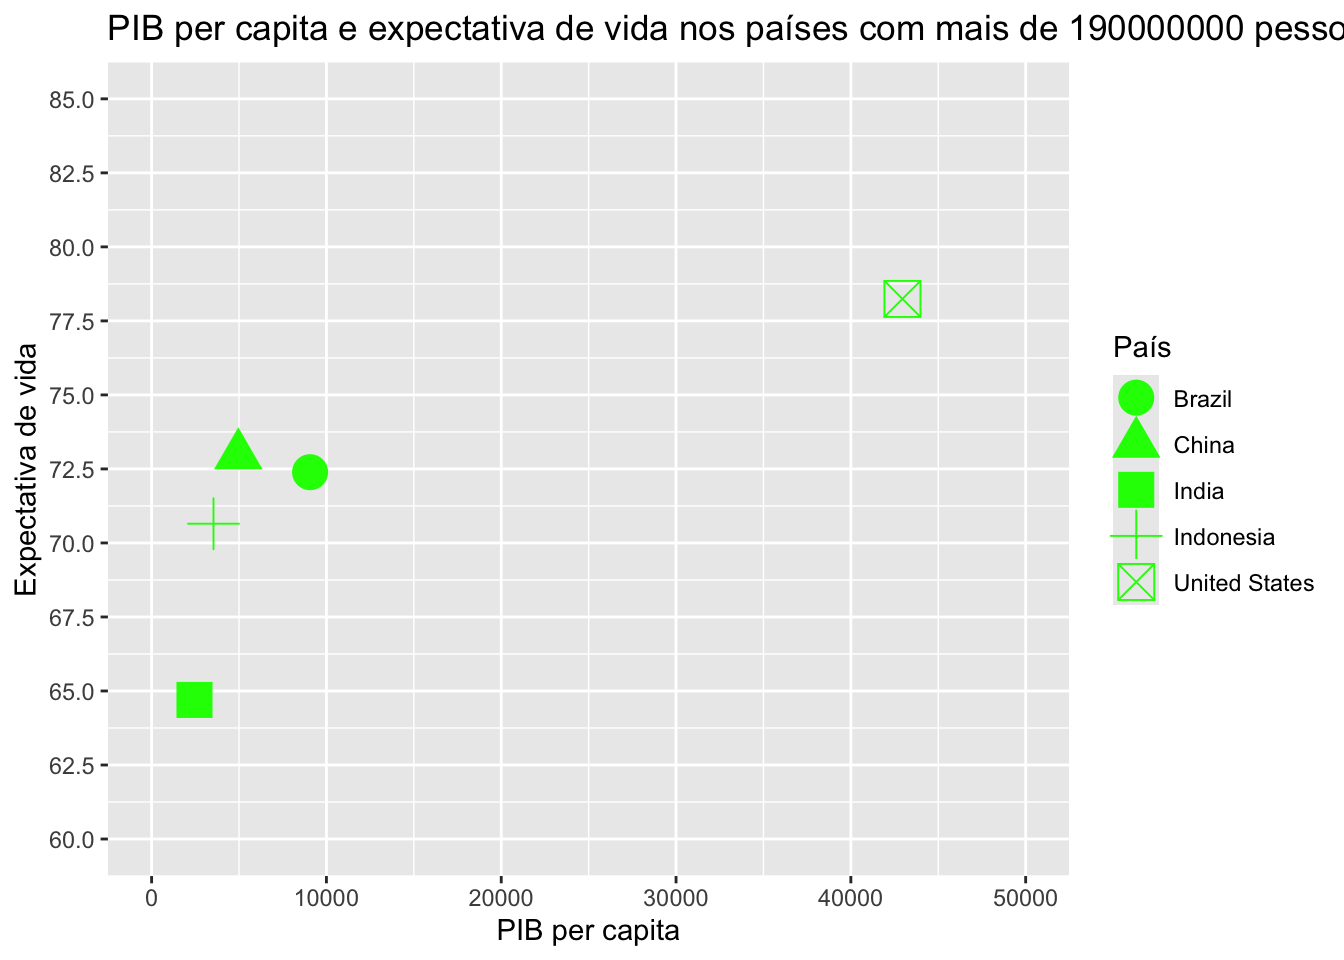 PIB per capita e expectativa de vida nos países com mais de 190000000 pesso
85.0
82.5
80.0
77.5
75.0
72.5
70.0
67.5
65.0
62.5
60.0
Expectativa de vida
0 10000 20000 30000 40000 50000
PIB per capita
País
Brazil
China
India
Indonesia
United States